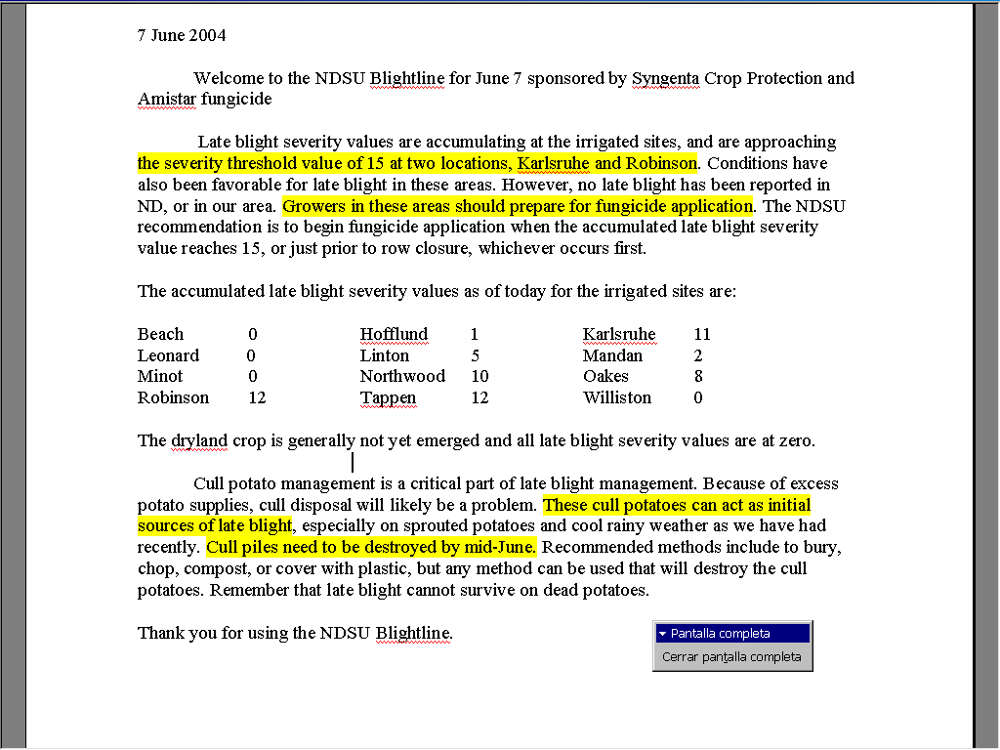 7 June 2004
Welcome to the NDSU Blightline for June 7 sponsored by Syngenta Crop Protection and
Amistar fungicide
Late blight severity values are accumulating at the irrigated sites, and are approaching
the severity threshold value of 15 at two locations, Karlsruhe and Robinson. Conditions have
also been favorable for late blight in these areas. However, no late blight has been reported in
ND, or in our area. Growers in these areas should prepare for fungicide application. The NDSU
recommendation is to begin fungicide application when the accumulated late blight severity
value reaches 15, or just prior to row closure, whichever occurs first.
The accumulated late blight severity values as of today for the irrigated sites are:
Beach 0 Hofflund 1 Karlsruhe 11
Leonard 0 Linton 5 Mandan 2
Minot 0 Northwood 10 Oakes 8
Robinson 12 Tappen 12 Williston 0
The dryland crop is generally not yet emerged and all late blight severity values are at zero.
Cull potato management is a critical part of late blight management. Because of excess
potato supplies, cull disposal will likely be a problem. These cull potatoes can act as initial
sources of late blight, especially on sprouted potatoes and cool rainy weather as we have had
recently. Cull piles need to be destroyed by mid-June. Recommended methods include to bury,
chop, compost, or cover with plastic, but any method can be used that will destroy the cull
potatoes. Remember that late blight cannot survive on dead potatoes.
Thank you for using the NDSU Blightline.
Pantalla completa
Cerrar pantalla completa